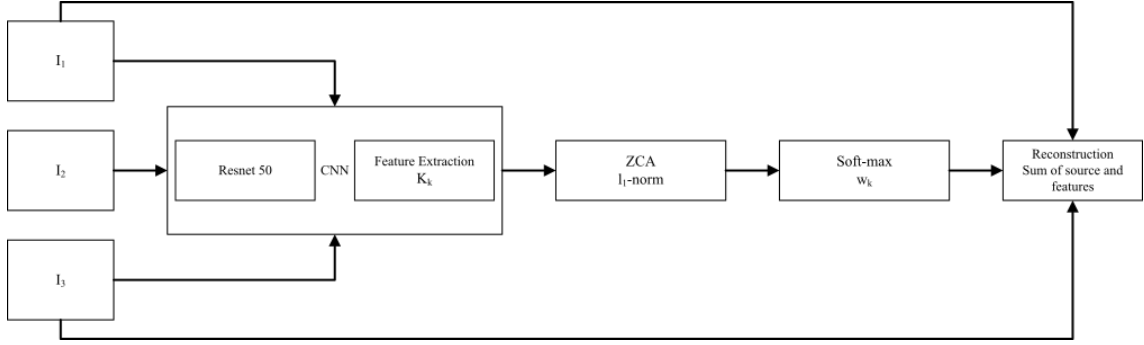 I₁
I₂
I₃
Resnet 50
CNN
Feature Extraction
Kₖ
ZCA
l₁-norm
Soft-max
wₖ
Reconstruction
Sum of source and
features